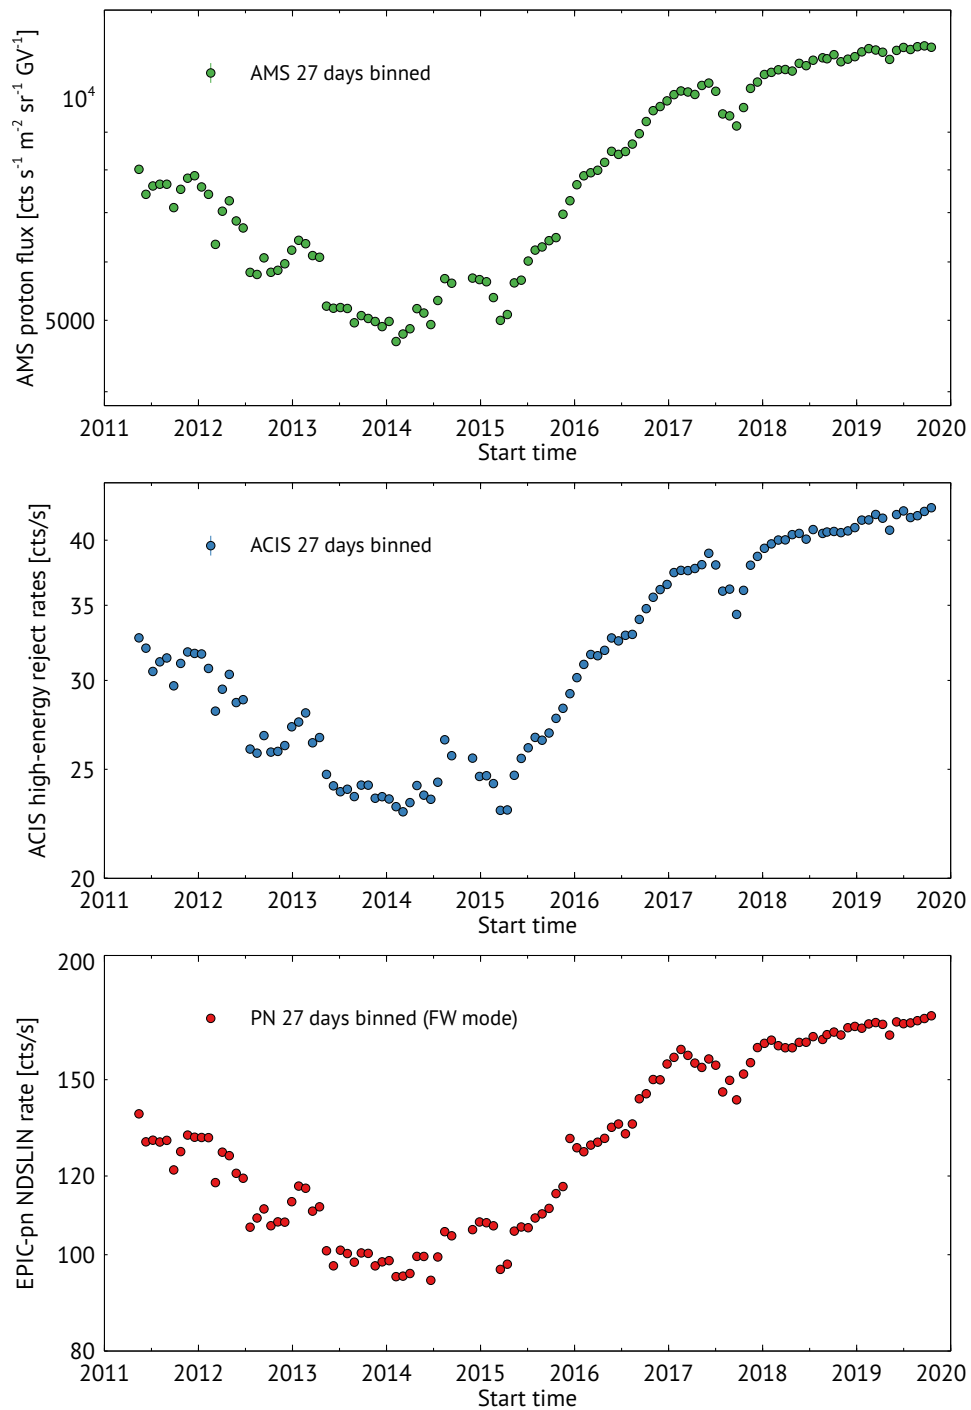 AMS proton flux [cts s⁻¹ m⁻² sr⁻¹ GV⁻¹]
AMS 27 days binned
10⁴
5000
2011 2012 2013 2014 2015 2016 2017 2018 2019 2020
Start time
ACIS high-energy reject rates [cts/s]
ACIS 27 days binned
40
35
30
25
20
2011 2012 2013 2014 2015 2016 2017 2018 2019 2020
Start time
EPIC-pn NDSLIN rate [cts/s]
200
PN 27 days binned (FW mode)
150
120
100
80
2011 2012 2013 2014 2015 2016 2017 2018 2019 2020
Start time